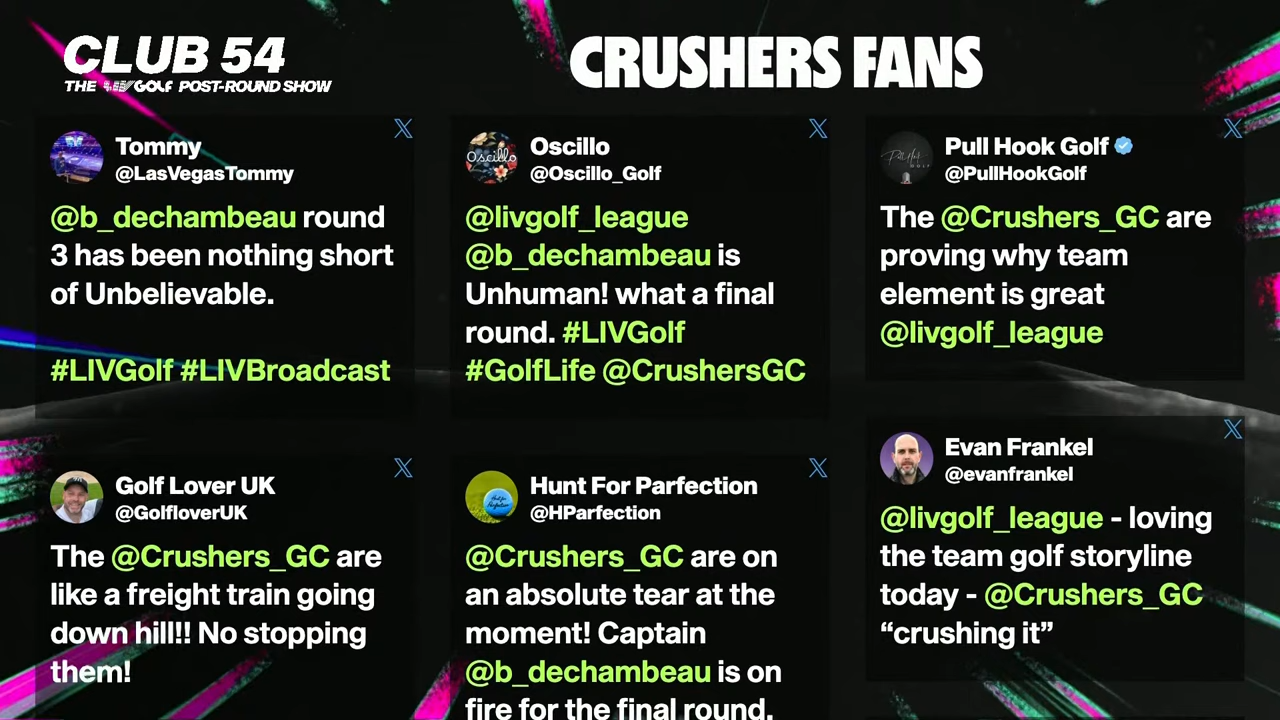 CLUB 54
THE LIVGOLF POST-ROUND SHOW
CRUSHERS FANS
Tommy
@LasVegasTommy
@b_dechambeau round
3 has been nothing short
of Unbelievable.
#LIVGolf #LIVBroadcast
Oscillo
Oscillo
@Oscillo_Golf
@livgolf_league
@b_dechambeau is
Unhuman! what a final
round. #LIVGolf
#GolfLife @CrushersGC
Pull Hook Golf
@PullHookGolf
The @Crushers_GC are
proving why team
element is great
@livgolf_league
Golf Lover UK
@GolfloverUK
The @Crushers_GC are
like a freight train going
down hill!! No stopping
them!
Hunt For Parfection
@HParfection
@Crushers_GC are on
an absolute tear at the
moment! Captain
@b_dechambeau is on
fire for the final round.
Evan Frankel
@evanfrankel
@livgolf_league - loving
the team golf storyline
today - @Crushers_GC
“crushing it”